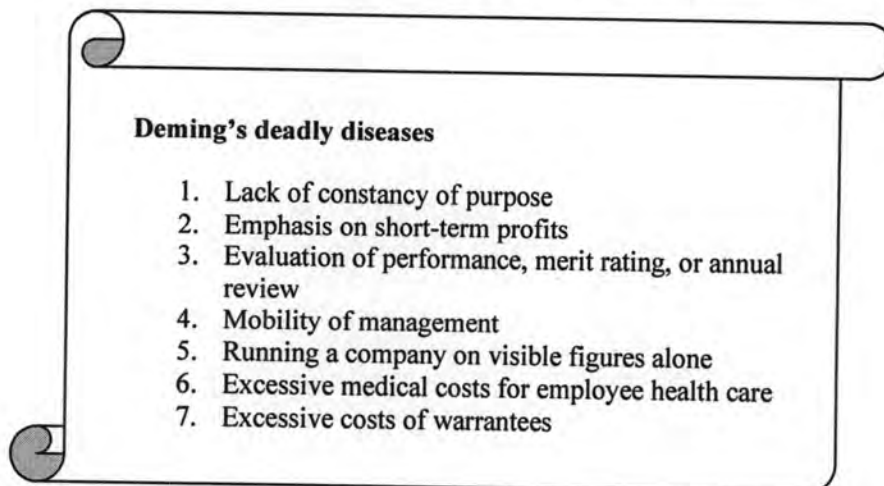 Deming's deadly diseases
1. Lack of constancy of purpose
2. Emphasis on short-term profits
3. Evaluation of performance, merit rating, or annual
review
4. Mobility of management
5. Running a company on visible figures alone
6. Excessive medical costs for employee health care
7. Excessive costs of warrantees